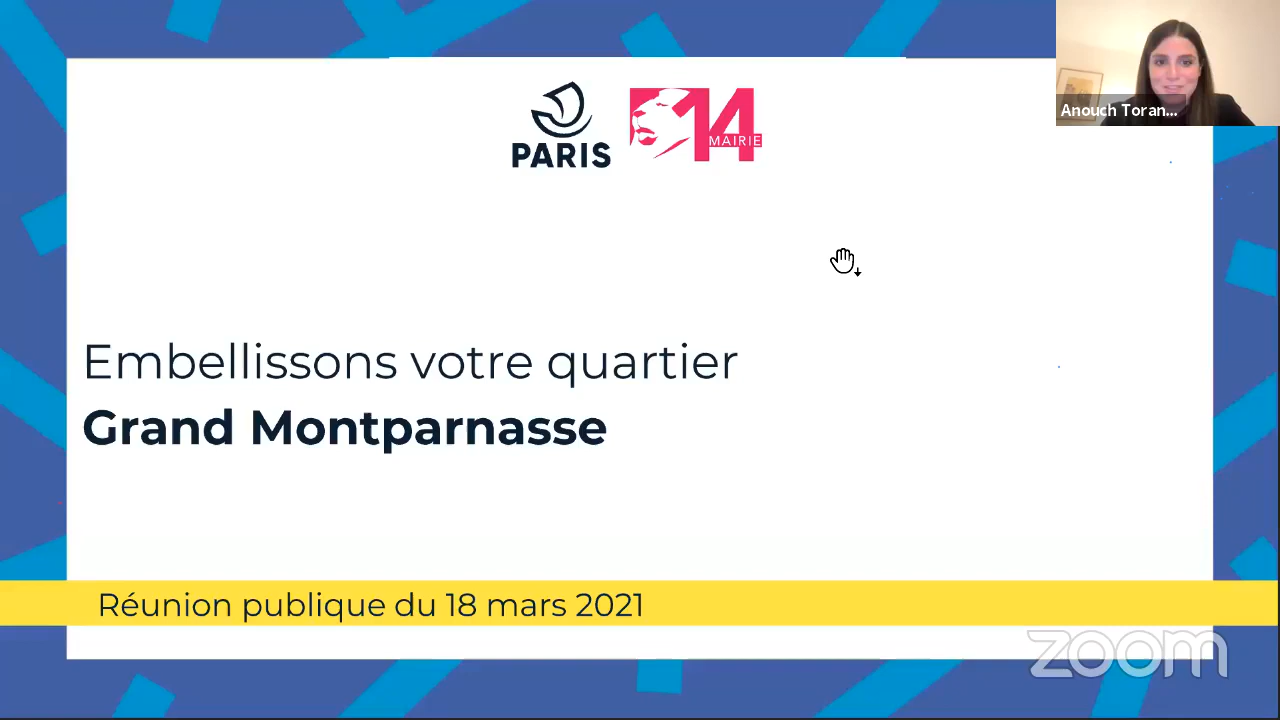 Anouch Toran...
PARIS
14
MAIRIE
Embellissons votre quartier
Grand Montparnasse
Réunion publique du 18 mars 2021
zoom